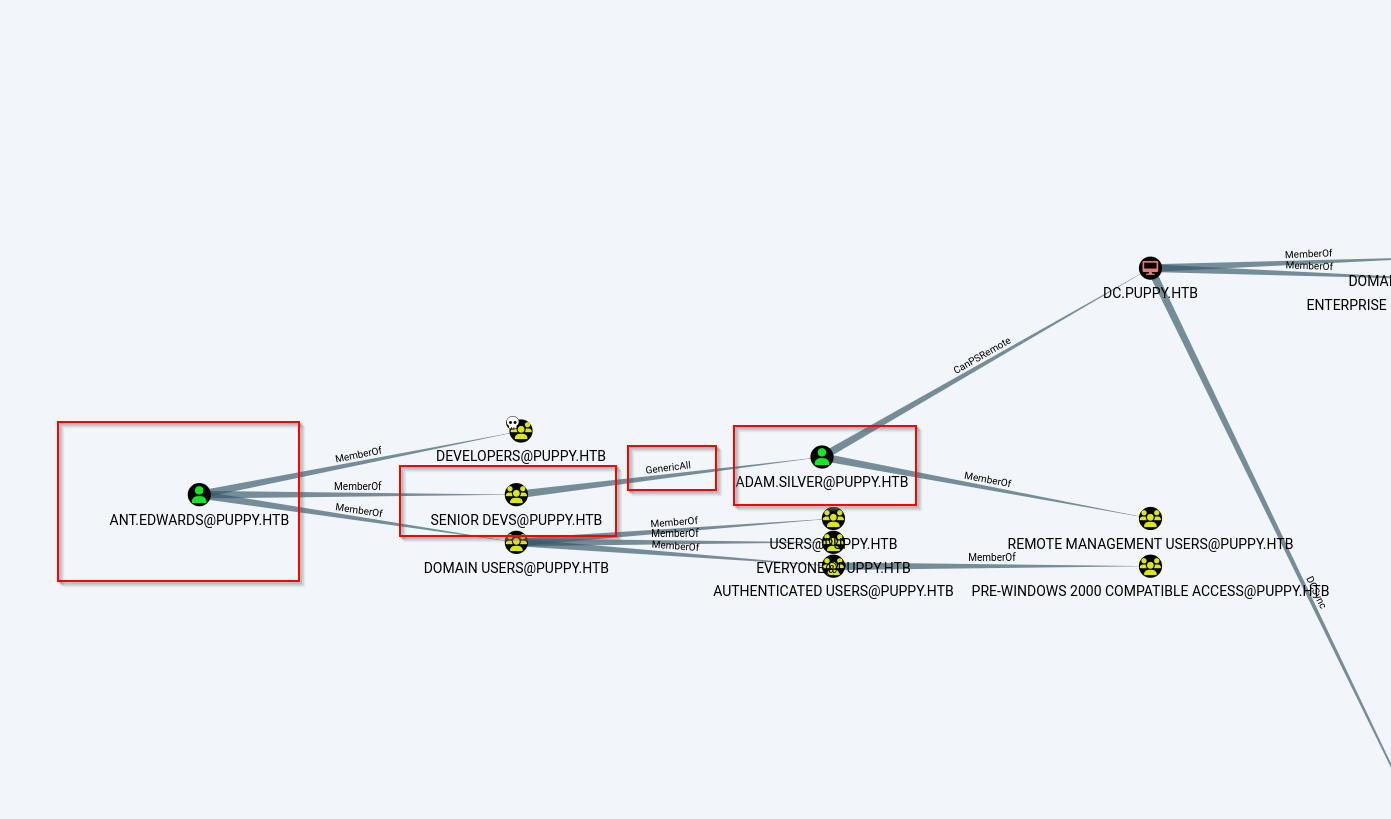 MemberOf
MemberOf
DOMAI
DC.PUPPY.HTB
ENTERPRISE
CanPSRemote
MemberOf
DEVELOPERS@PUPPY.HTB
GenericAll
ADAM.SILVER@PUPPY.HTB
MemberOf
MemberOf
ANT.EDWARDS@PUPPY.HTB
SENIOR DEVS@PUPPY.HTB
MemberOf
MemberOf
MemberOf
MemberOf
USERS@PUPPY.HTB
REMOTE MANAGEMENT USERS@PUPPY.HTB
MemberOf
DOMAIN USERS@PUPPY.HTB
EVERYONE@PUPPY.HTB
AUTHENTICATED USERS@PUPPY.HTB
PRE-WINDOWS 2000 COMPATIBLE ACCESS@PUPPY.HTB
DCSync